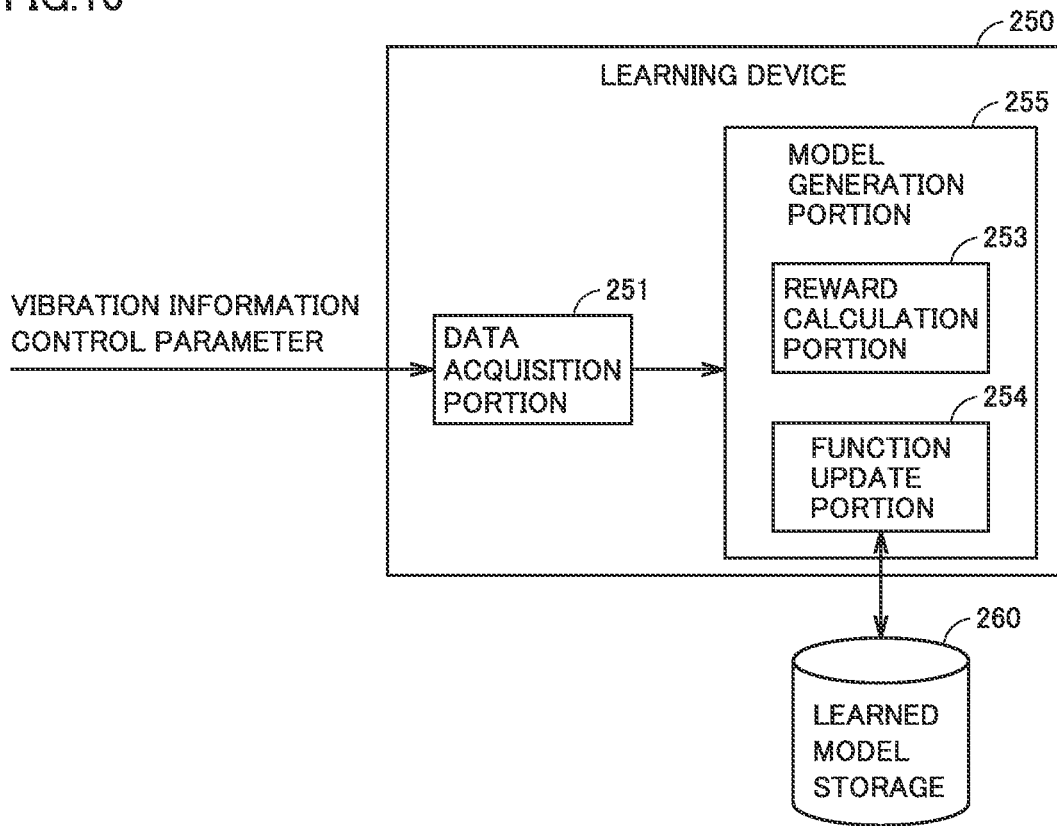 250
LEARNING DEVICE
255
MODEL
GENERATION
PORTION
253
REWARD
CALCULATION
PORTION
VIBRATION INFORMATION
CONTROL PARAMETER
251
DATA
ACQUISITION
PORTION
254
FUNCTION
UPDATE
PORTION
260
LEARNED
MODEL
STORAGE